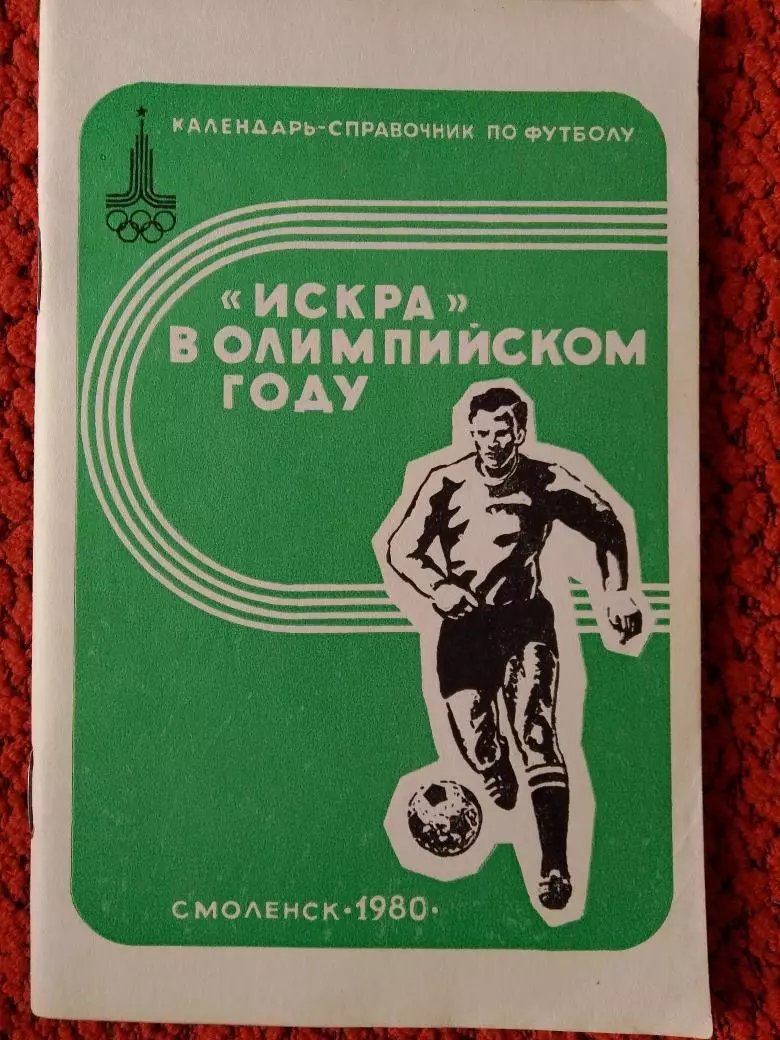 КАЛЕНДАРЬ-СПРАВОЧНИК ПО ФУТБОЛУ
«ИСКРА»
В ОЛИМПИЙСКОМ
ГОДУ
СМОЛЕНСК·1980·